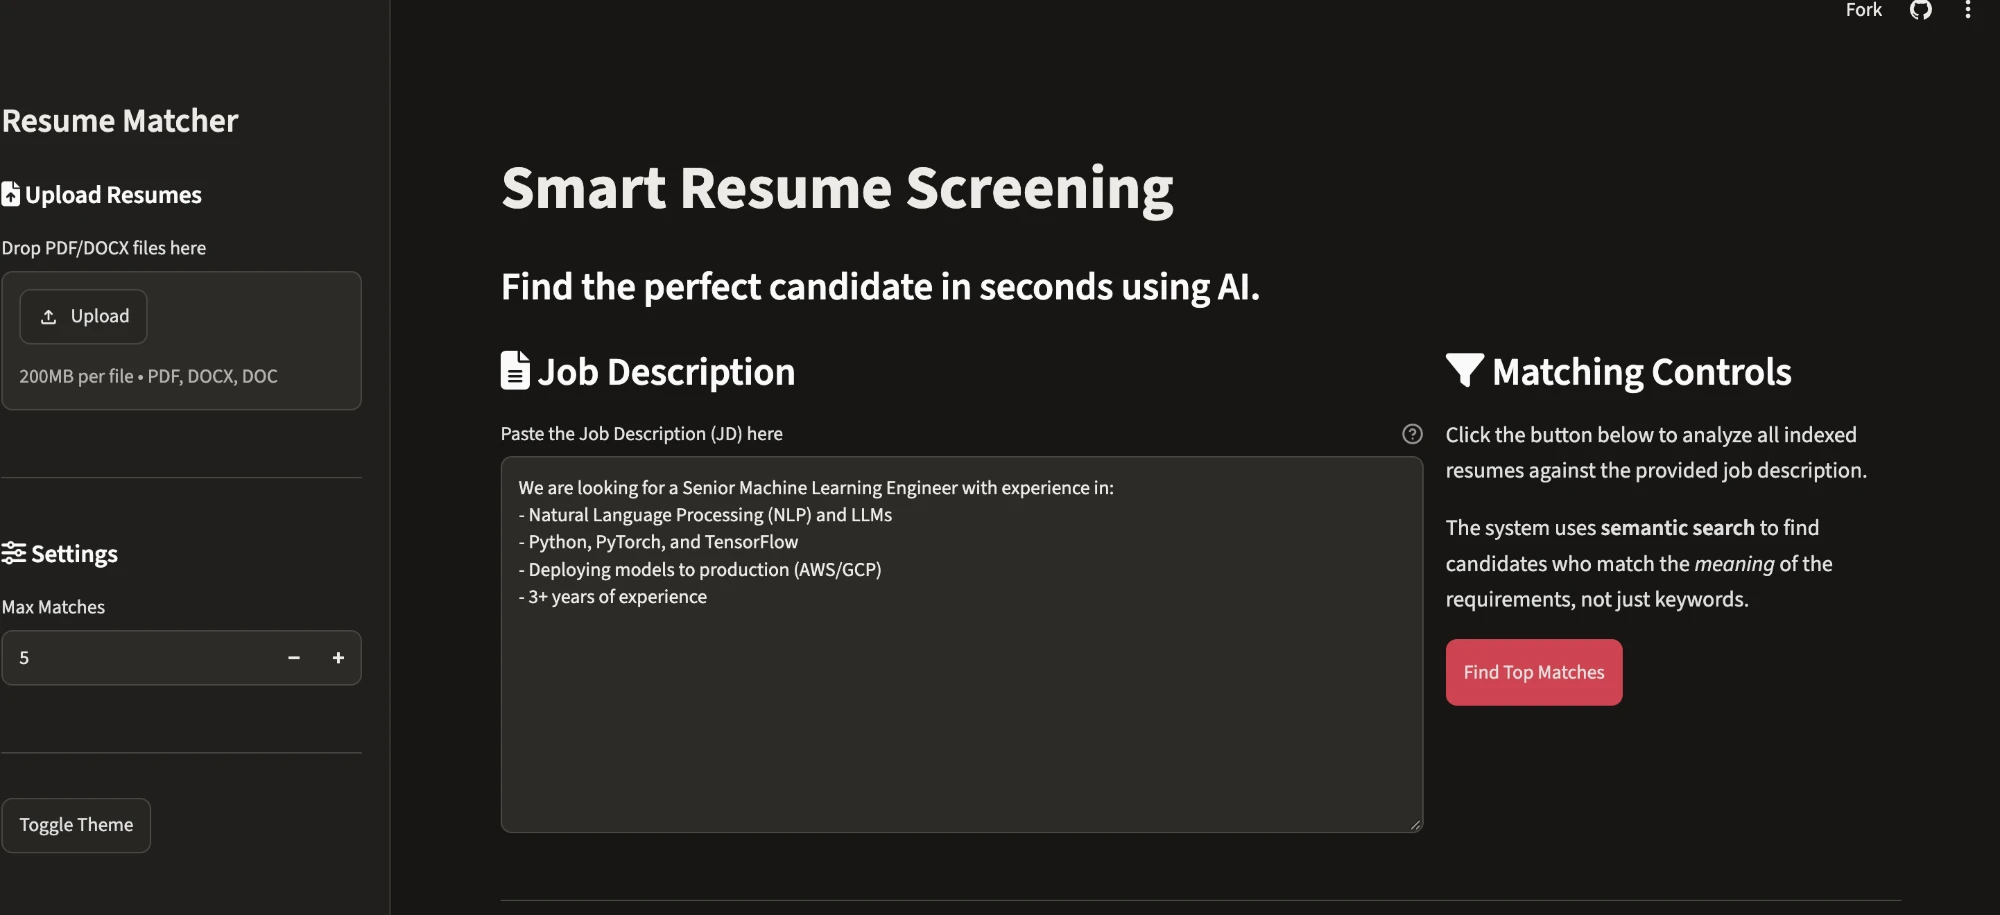 Fork
Resume Matcher
Upload Resumes
Drop PDF/DOCX files here
Upload
200MB per file • PDF, DOCX, DOC
Settings
Max Matches
5
Toggle Theme
Smart Resume Screening
Find the perfect candidate in seconds using AI.
Job Description
Paste the Job Description (JD) here
We are looking for a Senior Machine Learning Engineer with experience in:
- Natural Language Processing (NLP) and LLMs
- Python, PyTorch, and TensorFlow
- Deploying models to production (AWS/GCP)
- 3+ years of experience
Matching Controls
Click the button below to analyze all indexed
resumes against the provided job description.
The system uses semantic search to find
candidates who match the meaning of the
requirements, not just keywords.
Find Top Matches